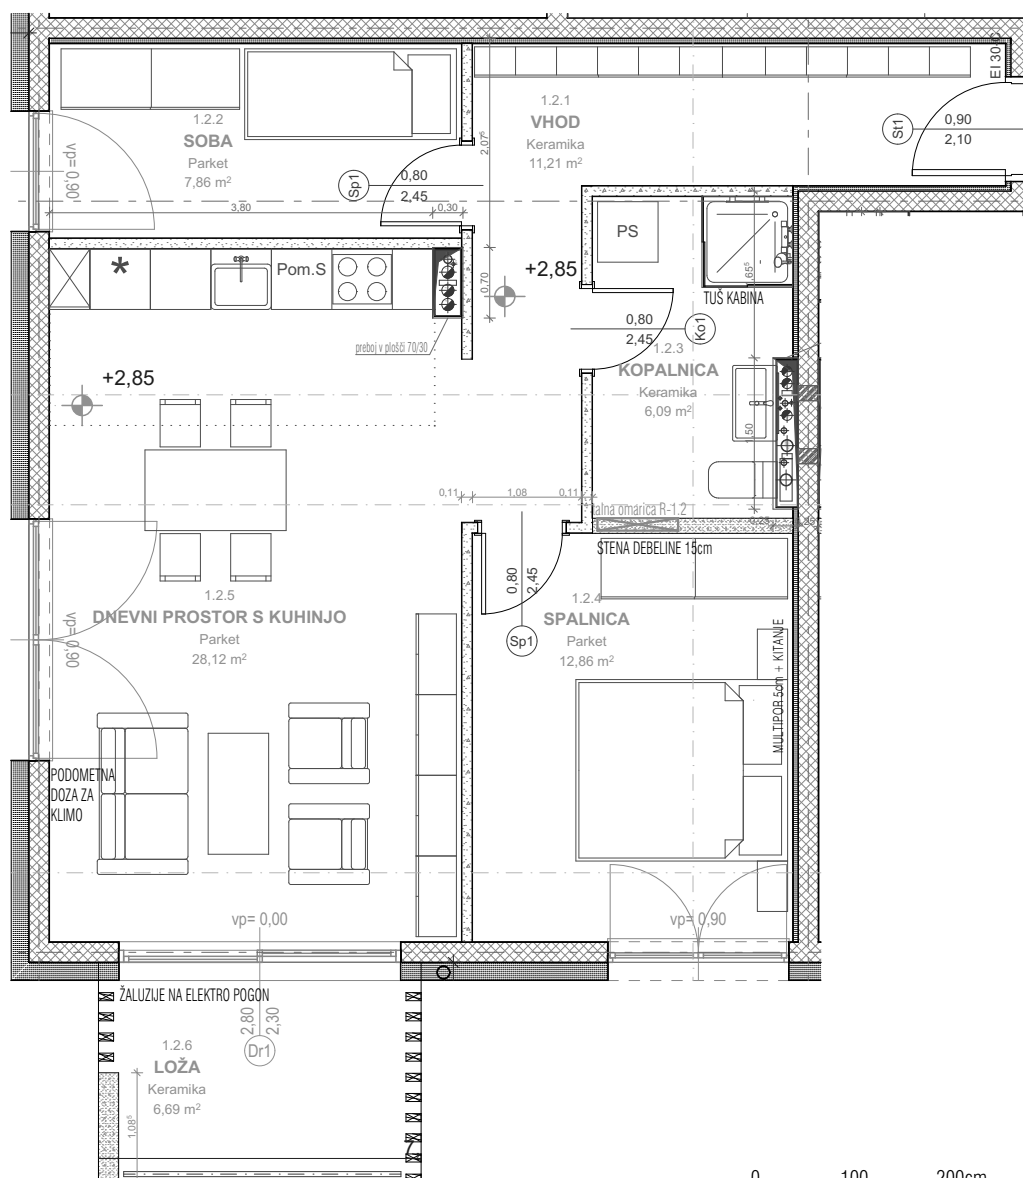 EI 30-C
1.2.1
VHOD
Keramika
11,21 m²
St1
0,90
2,10
1.2.2
SOBA
Parket
7,86 m²
vp= 0,90
Sp1
0,80
2,45
2,07⁵
3,80
0,30
PS
TUŠ KABINA
*
Pom.S
0,70
+2,85
preboj v plošči 70/30
+2,85
0,80
2,45
Ko1
1.2.3
KOPALNICA
Keramika
6,09 m²
1,50
0,11
1,08
0,11
STENA DEBELINE 15cm
0,80
2,45
Sp1
1.2.4
SPALNICA
Parket
12,86 m²
MULTIPOR 5cm + KITANJE
1.2.5
DNEVNI PROSTOR S KUHINJO
Parket
28,12 m²
vp= 0,90
PODOMETNA
DOZA ZA
KLIMO
vp= 0,00
vp= 0,90
ŽALUZIJE NA ELEKTRO POGON
2,80
2,30
Dr1
1.2.6
LOŽA
Keramika
6,69 m²
1,08⁵
0
100
200cm